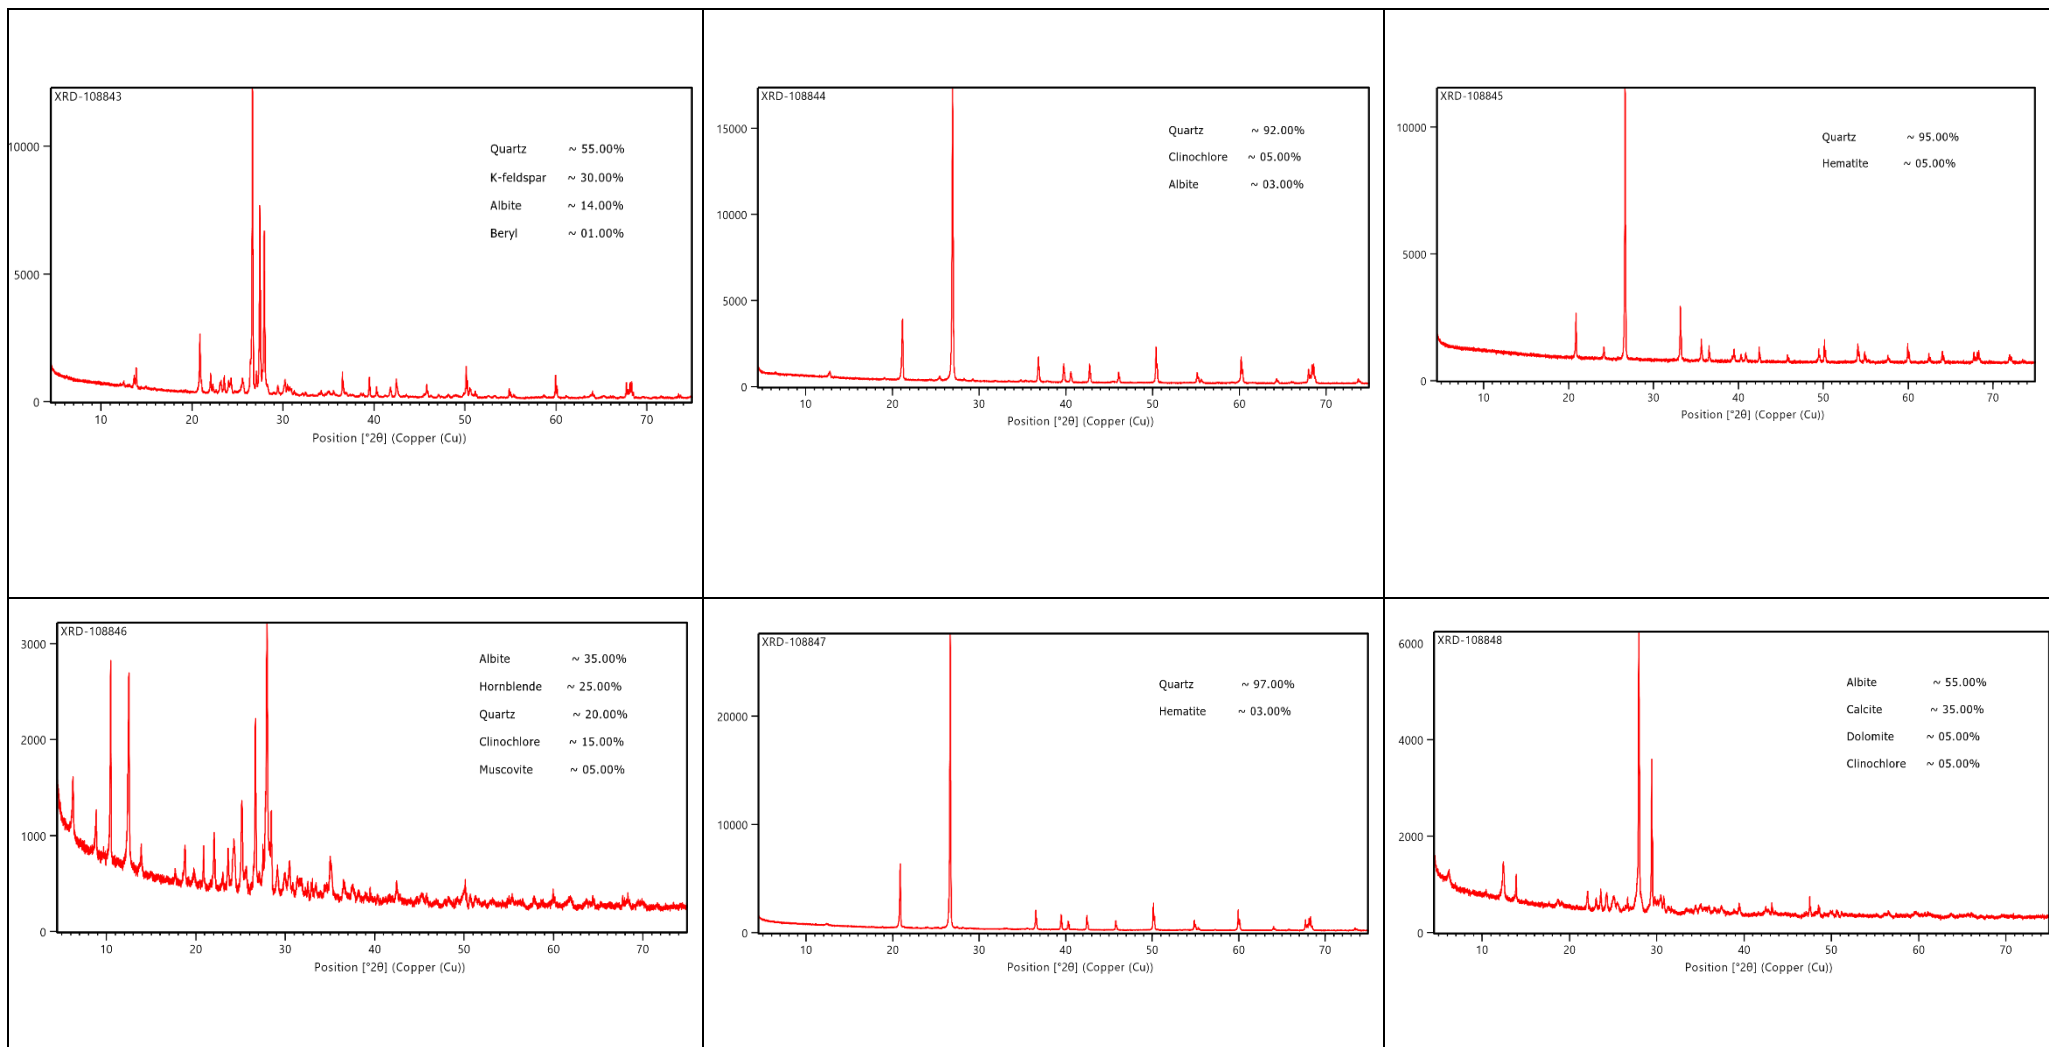 XRD-108843
10000
5000
0
Quartz ~ 55.00%
K-feldspar ~ 30.00%
Albite ~ 14.00%
Beryl ~ 01.00%
10 20 30 40 50 60 70
Position [°2θ] (Copper (Cu))
XRD-108844
15000
10000
5000
0
Quartz ~ 92.00%
Clinochlore ~ 05.00%
Albite ~ 03.00%
10 20 30 40 50 60 70
Position [°2θ] (Copper (Cu))
XRD-108845
10000
5000
0
Quartz ~ 95.00%
Hematite ~ 05.00%
10 20 30 40 50 60 70
Position [°2θ] (Copper (Cu))
XRD-108846
3000
2000
1000
0
Albite ~ 35.00%
Hornblende ~ 25.00%
Quartz ~ 20.00%
Clinochlore ~ 15.00%
Muscovite ~ 05.00%
10 20 30 40 50 60 70
Position [°2θ] (Copper (Cu))
XRD-108847
20000
10000
0
Quartz ~ 97.00%
Hematite ~ 03.00%
10 20 30 40 50 60 70
Position [°2θ] (Copper (Cu))
XRD-108848
6000
4000
2000
0
Albite ~ 55.00%
Calcite ~ 35.00%
Dolomite ~ 05.00%
Clinochlore ~ 05.00%
10 20 30 40 50 60 70
Position [°2θ] (Copper (Cu))